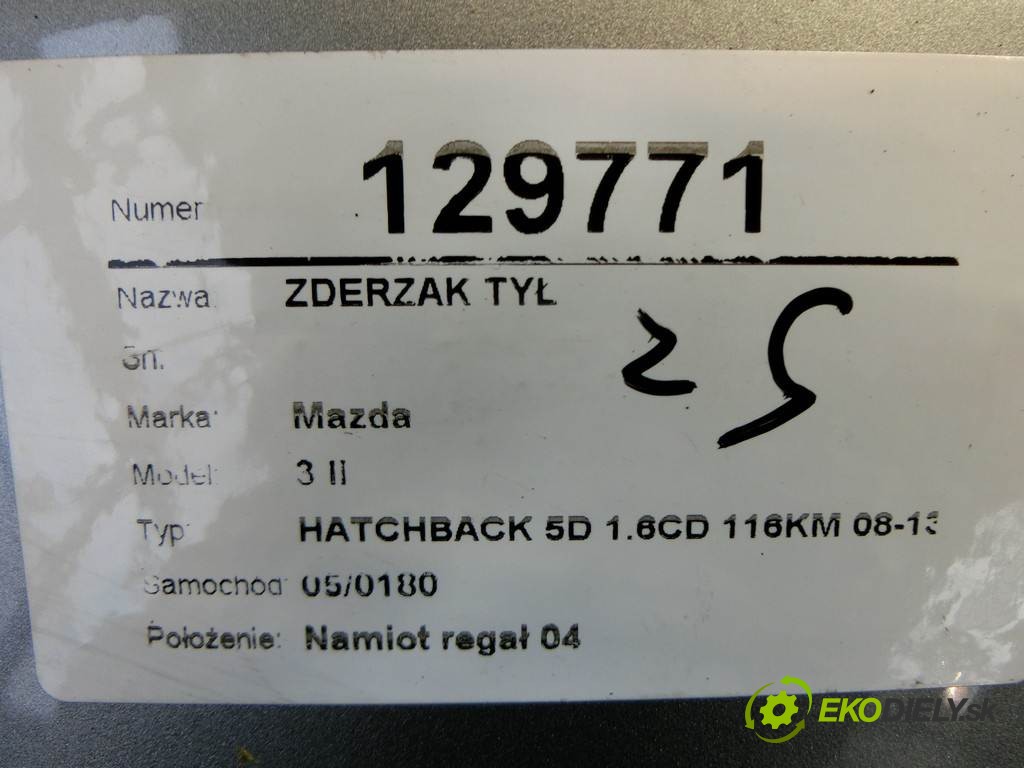 Numer 129771
Nazwa: ZDERZAK TYŁ
Sn.
25
Marka: Mazda
Model: 3 II
Typ HATCHBACK 5D 1.6CD 116KM 08-13
Samochód 05/0180
Położenie: Namiot regał 04
EKODIELY.sk